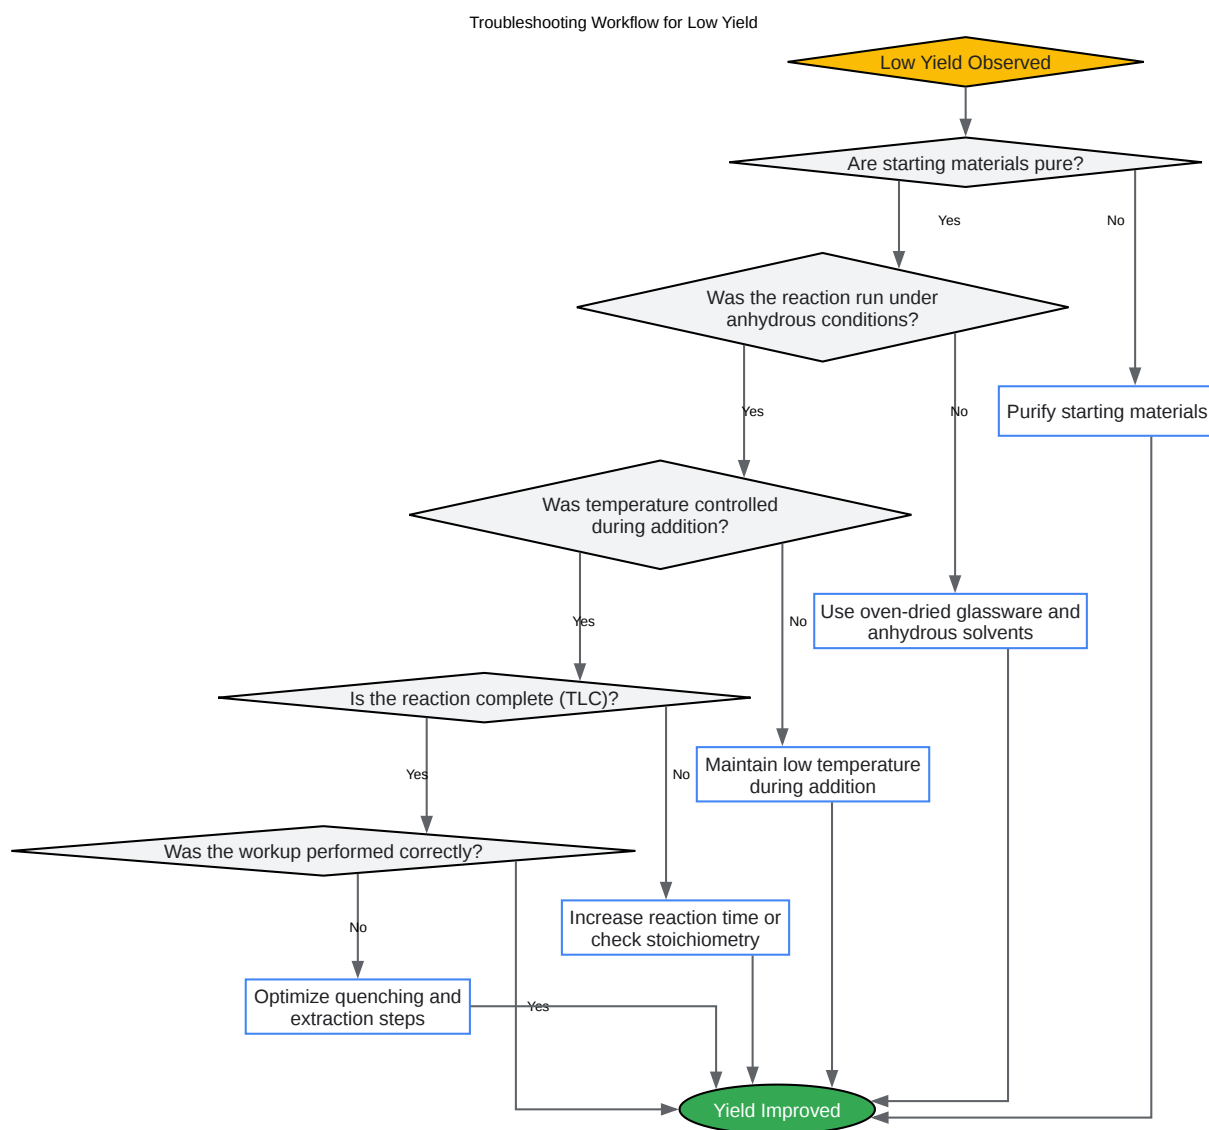 Troubleshooting Workflow for Low Yield
Low Yield Observed
Are starting materials pure?
Yes
No
Was the reaction run under
anhydrous conditions?
Yes
No
Purify starting materials
Was temperature controlled
during addition?
Yes
No
Use oven-dried glassware and
anhydrous solvents
Is the reaction complete (TLC)?
Yes
No
Maintain low temperature
during addition
Was the workup performed correctly?
No
Increase reaction time or
check stoichiometry
Optimize quenching and
extraction steps
Yes
Yield Improved